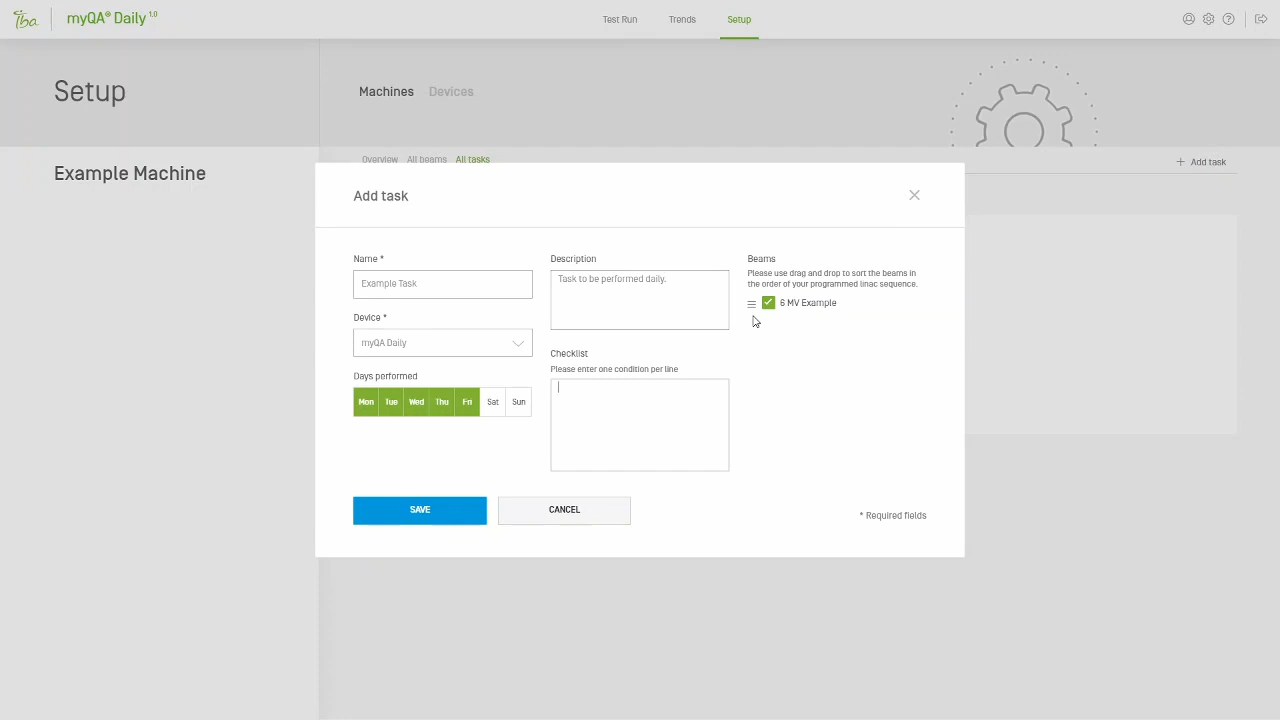 iba
myQA® Daily 1.0
Test Run
Trends
Setup
Setup
Machines
Devices
Example Machine
Overview
All beams
All tasks
+ Add task
Add task
Name *
Example Task
Device *
myQA Daily
Days performed
Mon
Tue
Wed
Thu
Fri
Sat
Sun
Description
Task to be performed daily.
Checklist
Please enter one condition per line
Beams
Please use drag and drop to sort the beams in
the order of your programmed linac sequence.
6 MV Example
SAVE
CANCEL
* Required fields